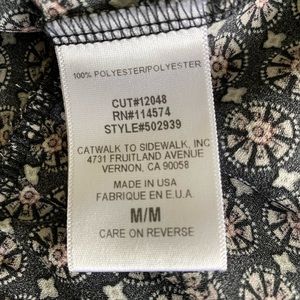 100% POLYESTER/POLYESTER
CUT#12048
RN#114574
STYLE#502939
CATWALK TO SIDEWALK, INC
4731 FRUITLAND AVENUE
VERNON, CA 90058
MADE IN USA
FABRIQUE EN E.U.A.
M/M
CARE ON REVERSE